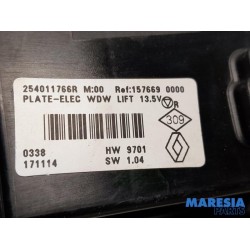 254011766R M:00 Ref:157669 0000
PLATE-ELEC WDW LIFT 13.5V
R
309
0338 HW 9701
171114 SW 1.04
MARESIA
PARTS